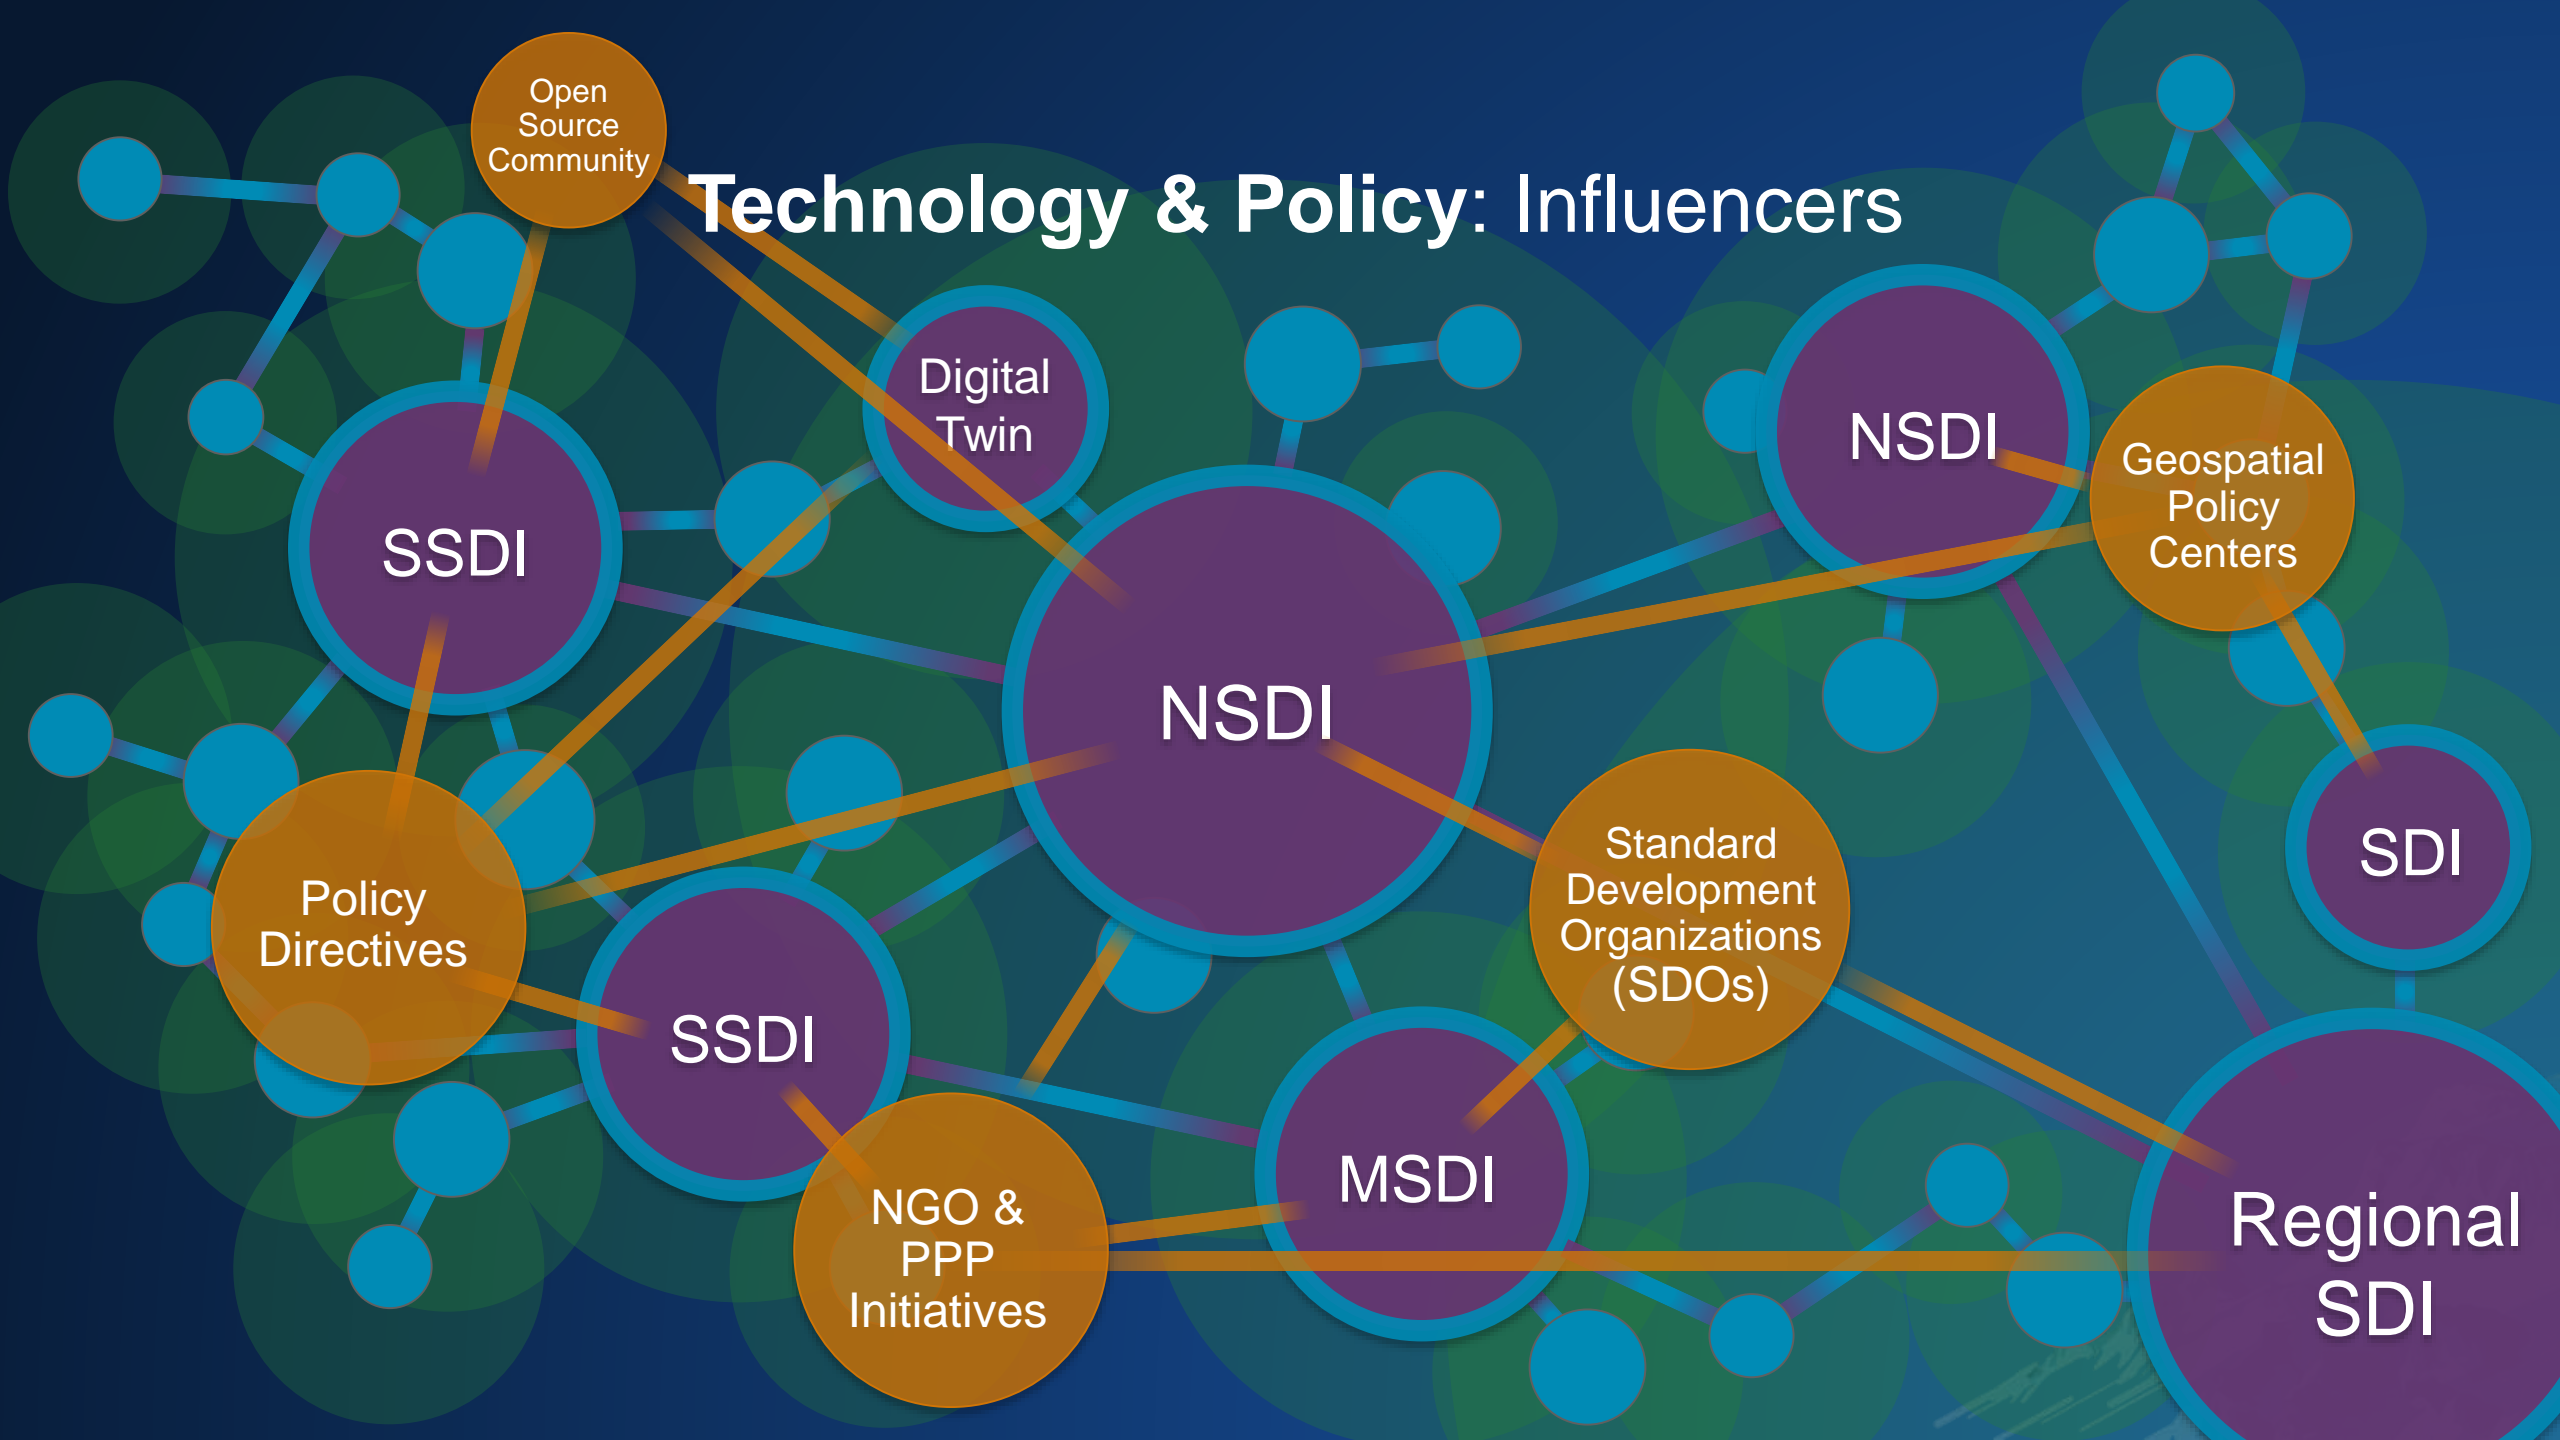 Open
Source
Community
Technology & Policy: Influencers
Digital
Twin
NSDI
Geospatial
Policy
Centers
SSDI
NSDI
Standard
Development
Organizations
(SDOs)
SDI
Policy
Directives
SSDI
MSDI
NGO &
PPP
Initiatives
Regional
SDI